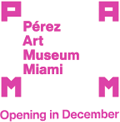 P A
Pérez
Art
Museum
Miami
M M
Opening in December